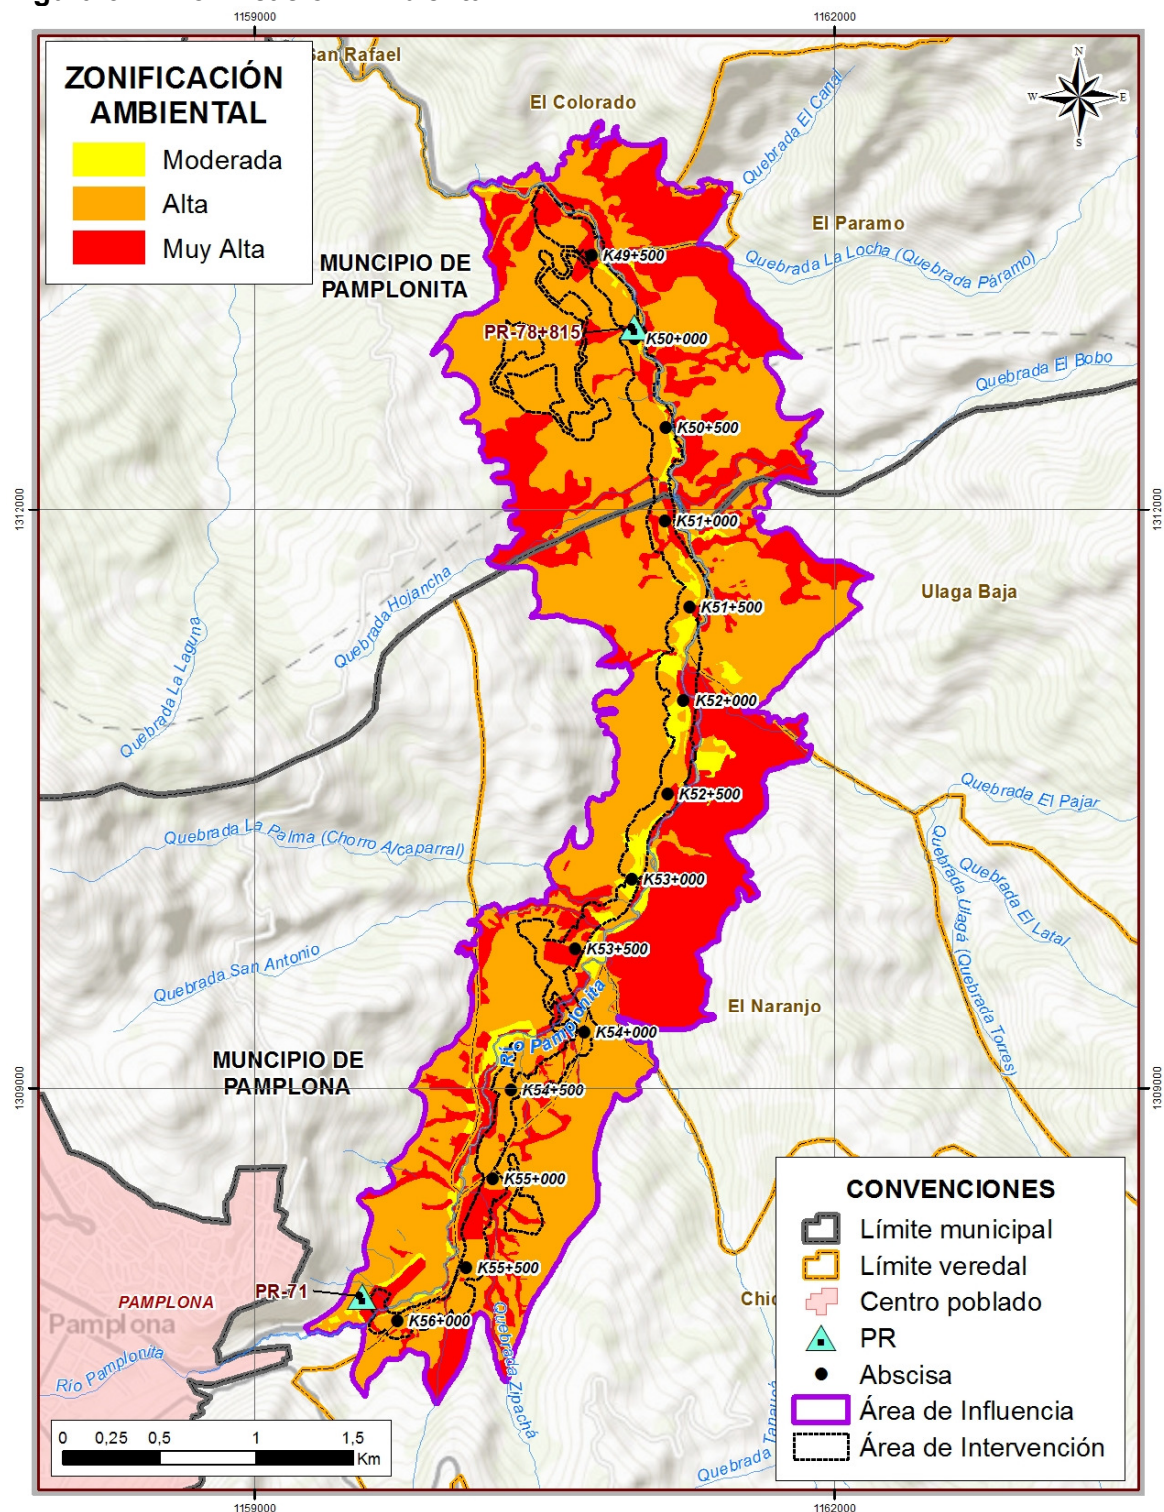 1159000
1162000
ZONIFICACIÓN
AMBIENTAL
Moderada
Alta
Muy Alta
San Rafael
El Colorado
N
W
E
S
Quebrada El Canal
El Paramo
Quebrada La Locha (Quebrada Páramo)
MUNCIPIO DE
PAMPLONITA
K49+500
PR-78+815
K50+000
Quebrada El Bobo
K50+500
1312000
1312000
K51+000
Quebrada Hojancha
Ulaga Baja
K51+500
Quebrada La Laguna
K52+000
K52+500
Quebrada El Pajar
Quebrada La Palma (Chorro Alcaparral)
K53+000
Quebrada Ulagá (Quebrada Torres)
Quebrada El Latal
K53+500
Quebrada San Antonio
Río Pamplonita
El Naranjo
K54+000
MUNCIPIO DE
PAMPLONA
1309000
1309000
K54+500
K55+000
K55+500
PR-71
PAMPLONA
Pamplona
K56+000
Río Pamplonita
Quebrada Zipachá
CONVENCIONES
Límite municipal
Límite veredal
Centro poblado
PR
Abscisa
Área de Influencia
Área de Intervención
0 0,25 0,5 1 1,5
Km
Quebrada
1159000
1162000